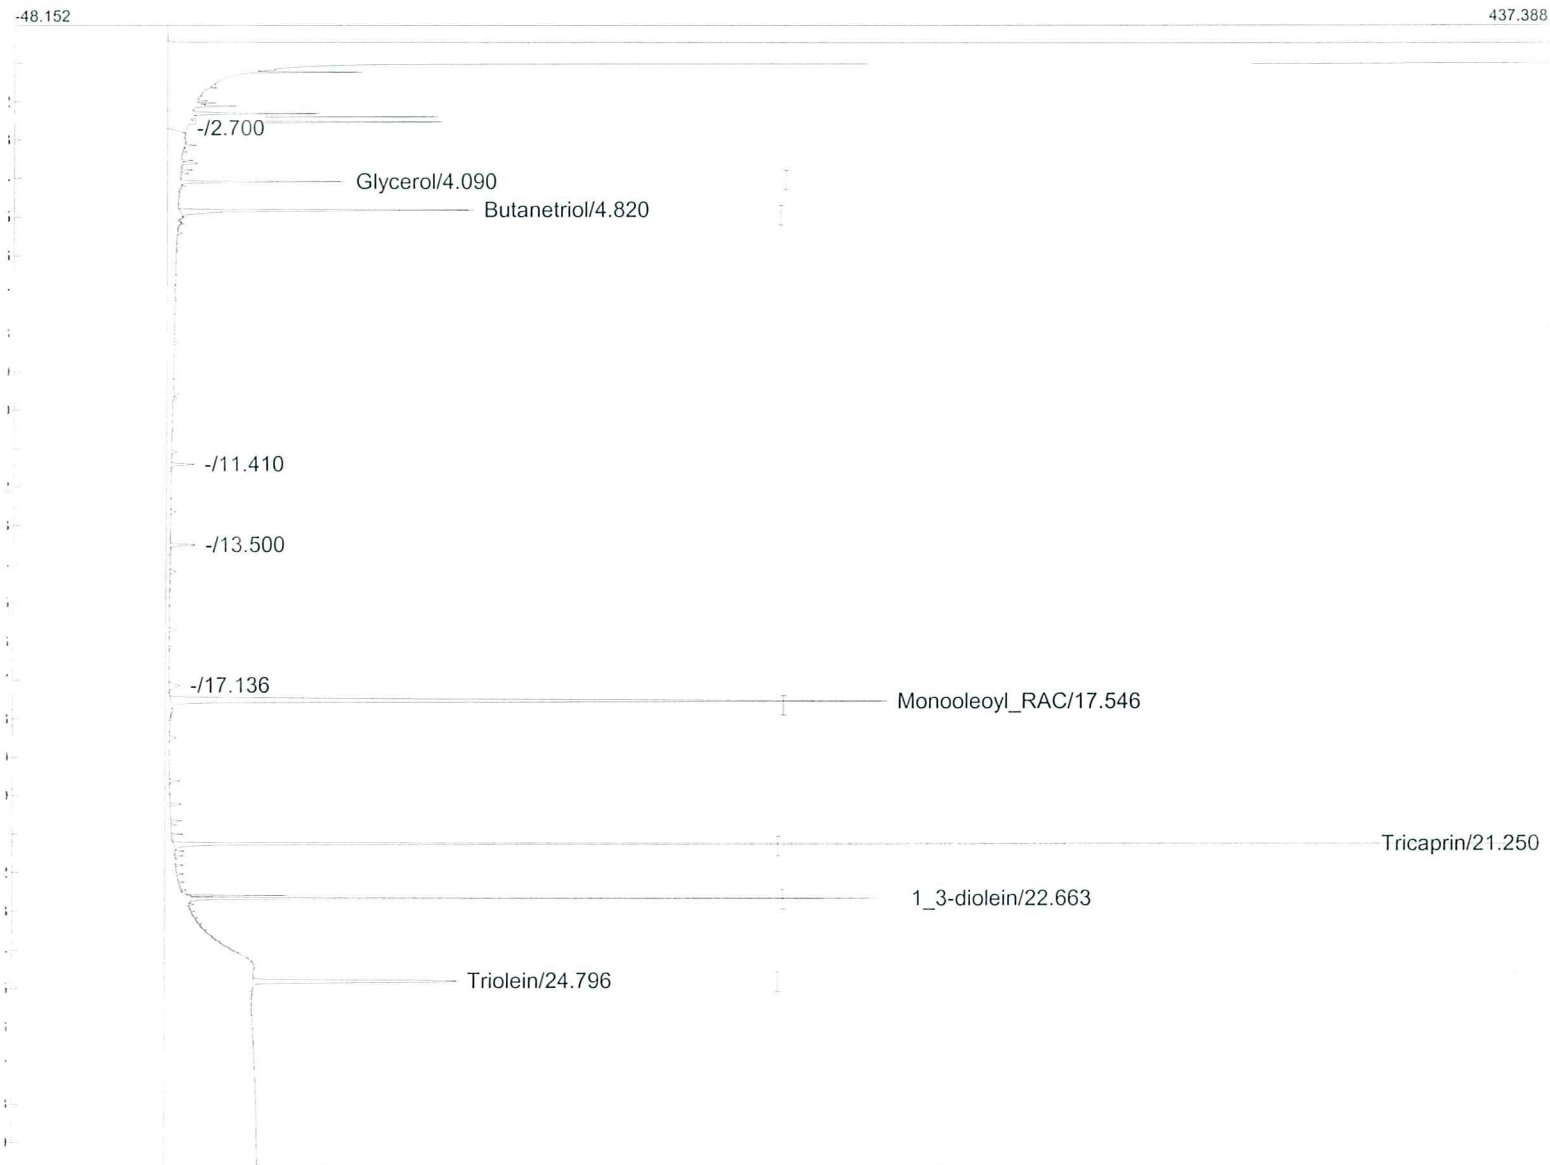 -48.152 437.388
-/2.700
Glycerol/4.090
Butanetriol/4.820
-/11.410
-/13.500
-/17.136
Monooleoyl_RAC/17.546
Tricaprin/21.250
1_3-diolein/22.663
Triolein/24.796